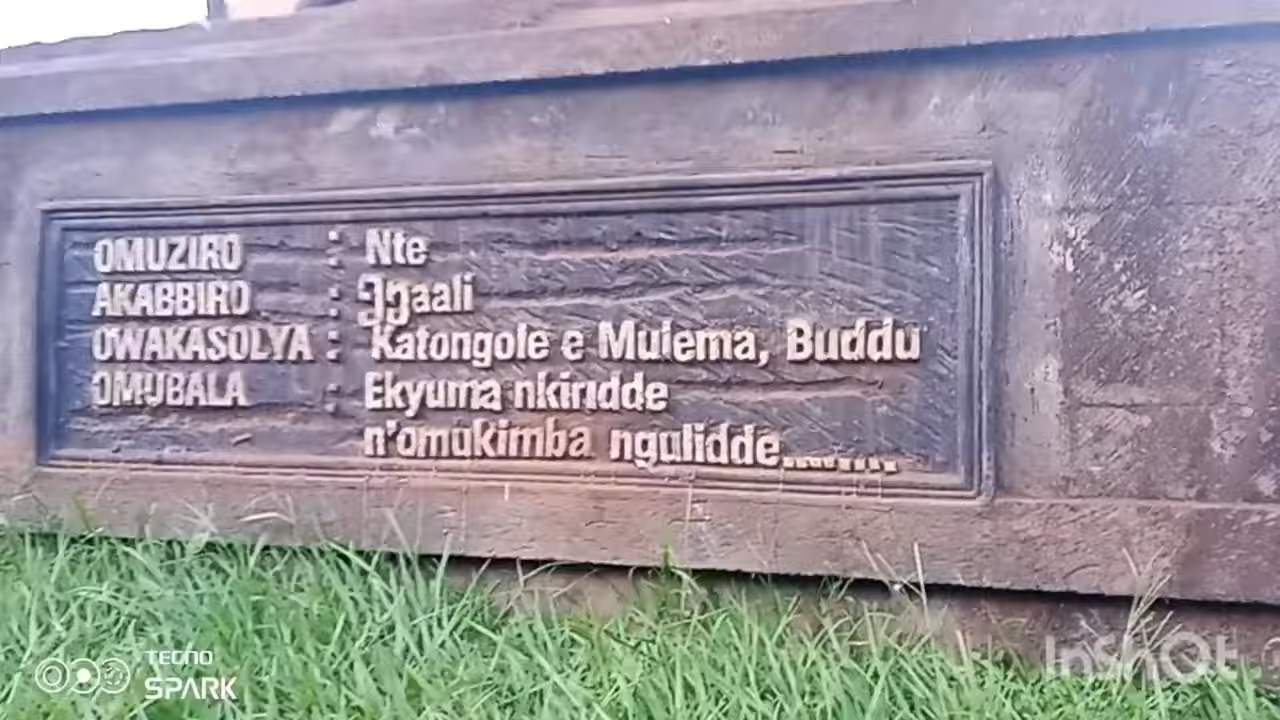 OMUZIRO : Nte
AKABBIRO : Ŋŋaali
OWAKASOLYA : Katongole e Mulema, Buddu
OMUBALA : Ekyuma nkiridde
n'omukimba ngulidde........
TECNO
SPARK
InShOt